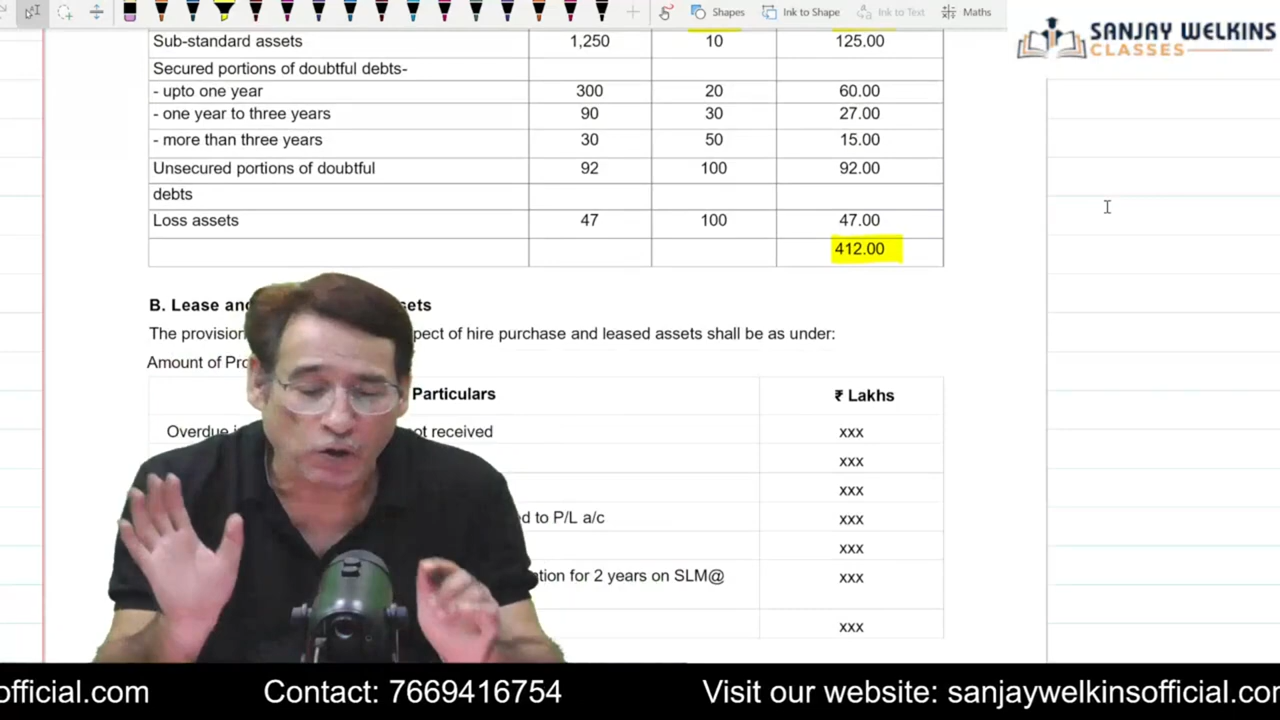 Shapes Ink to Shape Ink to Text Maths
SANJAY WELKINS
CLASSES
Sub-standard assets 1,250 10 125.00
Secured portions of doubtful debts-
- upto one year 300 20 60.00
- one year to three years 90 30 27.00
- more than three years 30 50 15.00
Unsecured portions of doubtful 92 100 92.00
debts
Loss assets 47 100 47.00
412.00
B. Lease and sets
The provision pect of hire purchase and leased assets shall be as under:
Amount of Pro
Particulars ₹ Lakhs
Overdue ot received xxx
xxx
xxx
d to P/L a/c xxx
xxx
tion for 2 years on SLM@ xxx
xxx
official.com Contact: 7669416754 Visit our website: sanjaywelkinsofficial.co